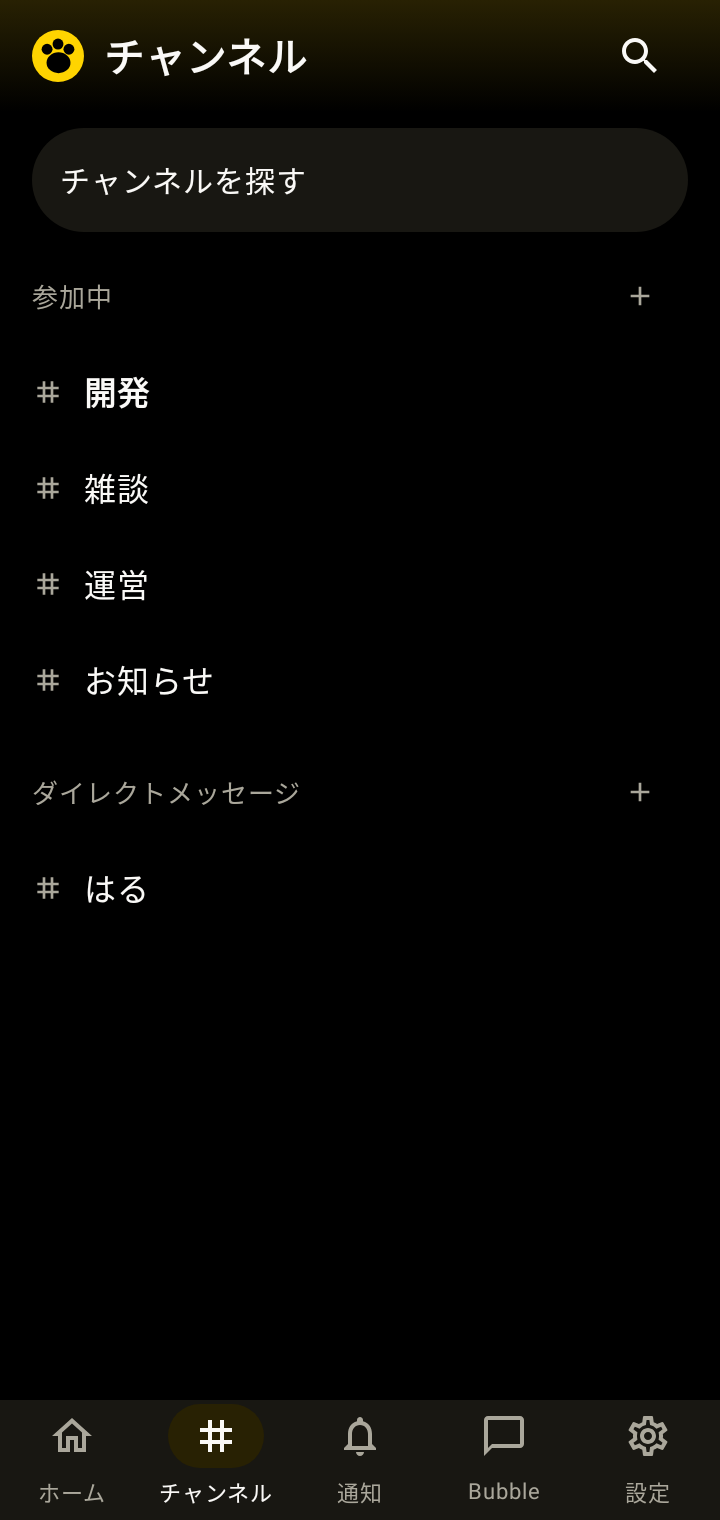 チャンネル
チャンネルを探す
参加中
開発
雑談
運営
お知らせ
ダイレクトメッセージ
はる
ホーム
チャンネル
通知
Bubble
設定